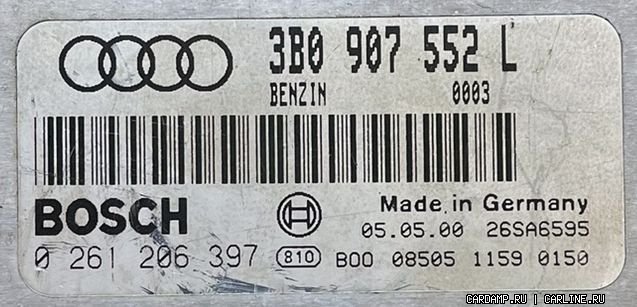 3B0 907 552 L
BENZIN 0003
BOSCH
Made in Germany
05.05.00 26SA6595
0 261 206 397 810 B00 08505 1159 0150
CARDAMP.RU | CARLINE.RU